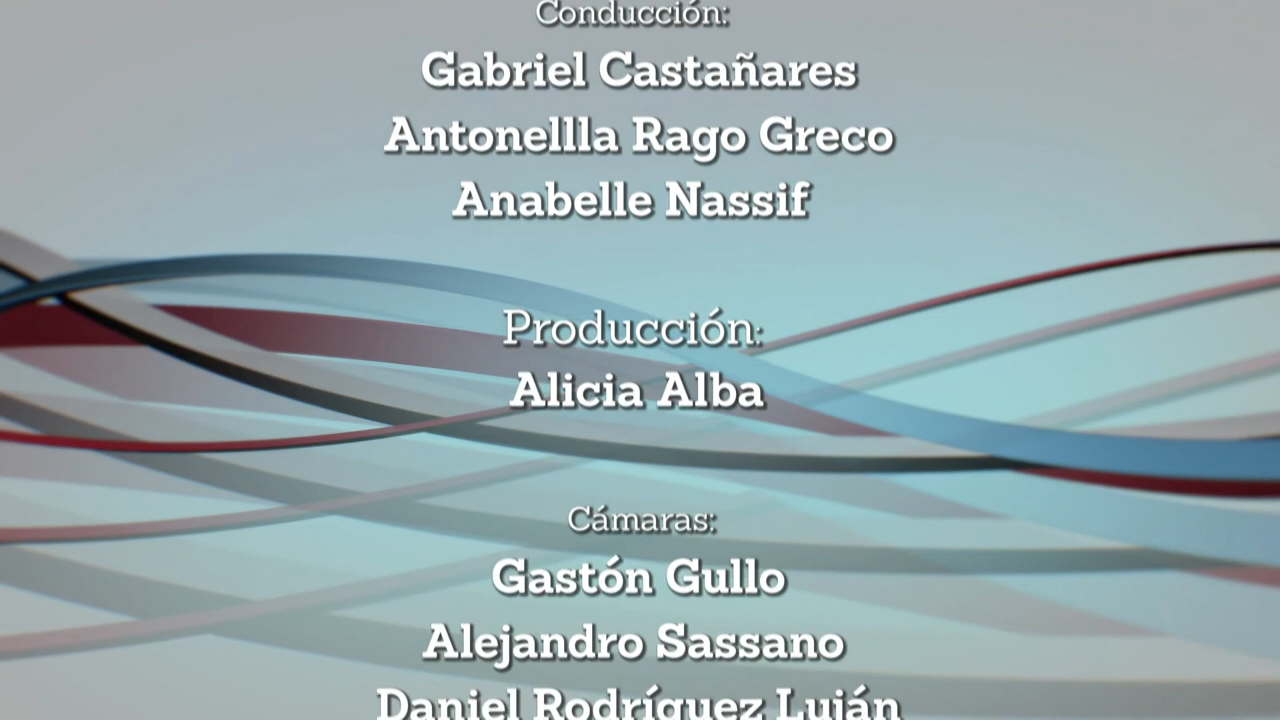 Conducción:
Gabriel Castañares
Antonellla Rago Greco
Anabelle Nassif
Producción:
Alicia Alba
Cámaras:
Gastón Gullo
Alejandro Sassano
Daniel Rodríguez Luján